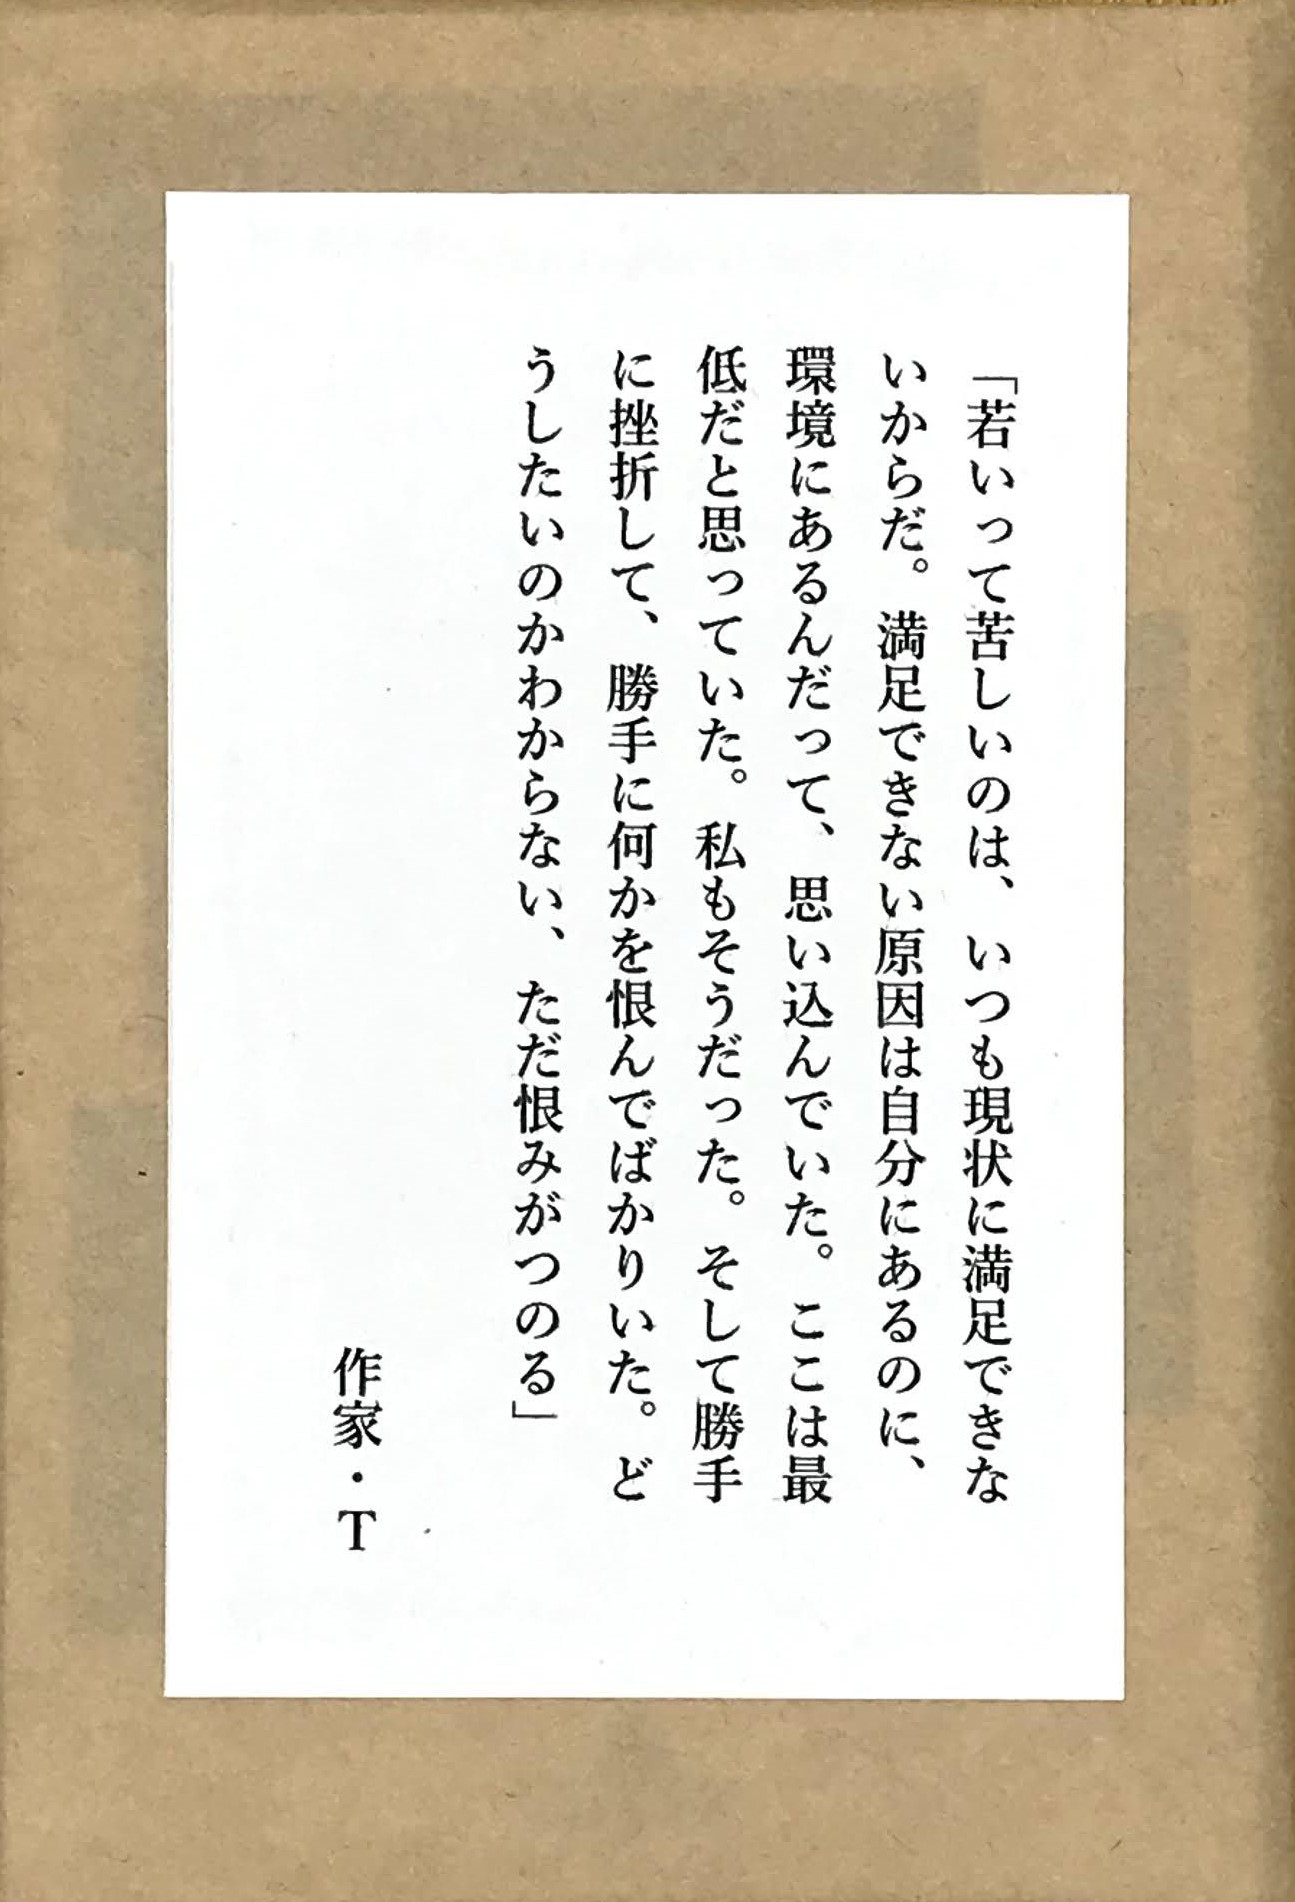 「若いって苦しいのは、いつも現状に満足できな
いからだ。満足できない原因は自分にあるのに、
環境にあるんだって、思い込んでいた。ここは最
低だと思っていた。私もそうだった。そして勝手
に挫折して、勝手に何かを恨んでばかりいた。ど
うしたいのかわからない、ただ恨みがつのる」
作家・T